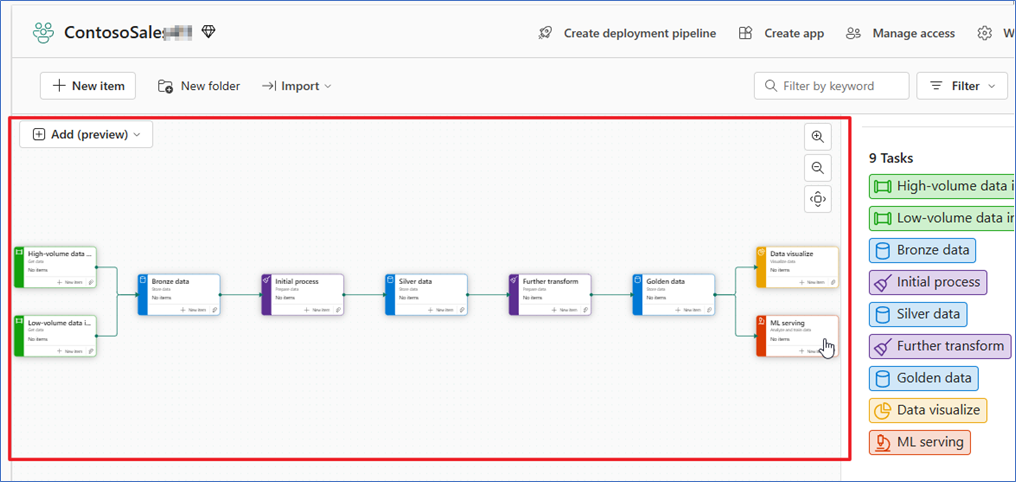 ContosoSales
Create deployment pipeline
Create app
Manage access
W
New item
New folder
Import
Filter by keyword
Filter
Add (preview)
9 Tasks
High-volume data i
Low-volume data in
Bronze data
Initial process
Silver data
Further transform
Golden data
Data visualize
ML serving
High-volume data ...
Get data
No items
New item
Low-volume data i...
Get data
No items
New item
Bronze data
Store data
No items
New item
Initial process
Prepare data
No items
New item
Silver data
Store data
No items
New item
Further transform
Prepare data
No items
New item
Golden data
Store data
No items
New item
Data visualize
Visualize data
No items
New item
ML serving
Analyze and train data
No items
New